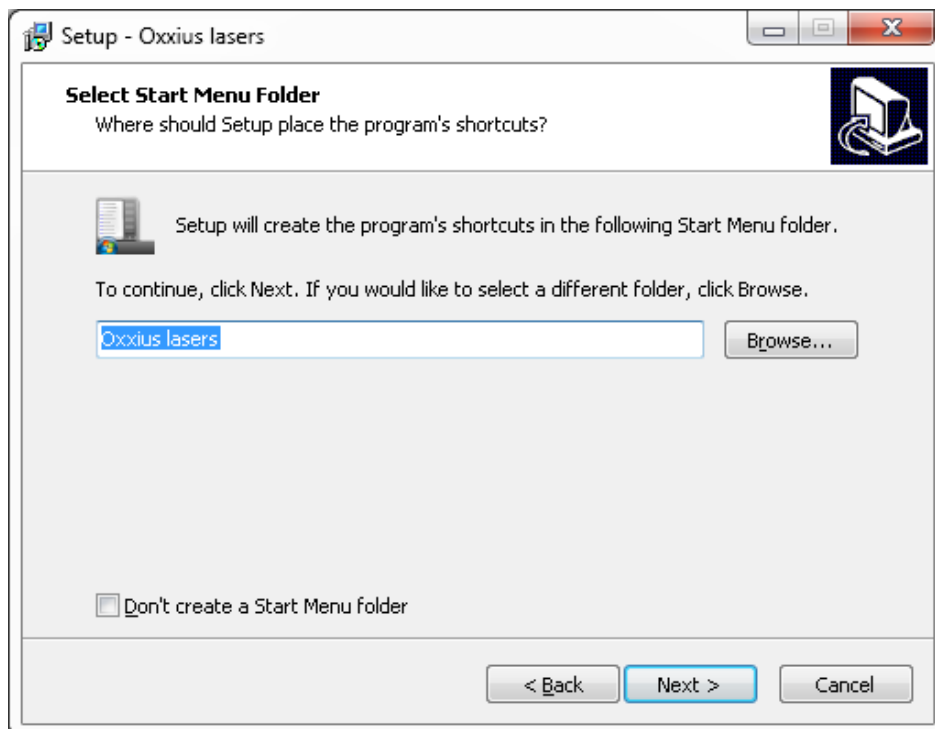 Setup - Oxxius lasers
Select Start Menu Folder
Where should Setup place the program's shortcuts?
Setup will create the program's shortcuts in the following Start Menu folder.
To continue, click Next. If you would like to select a different folder, click Browse.
Oxxius lasers
Browse...
Don't create a Start Menu folder
< Back
Next >
Cancel